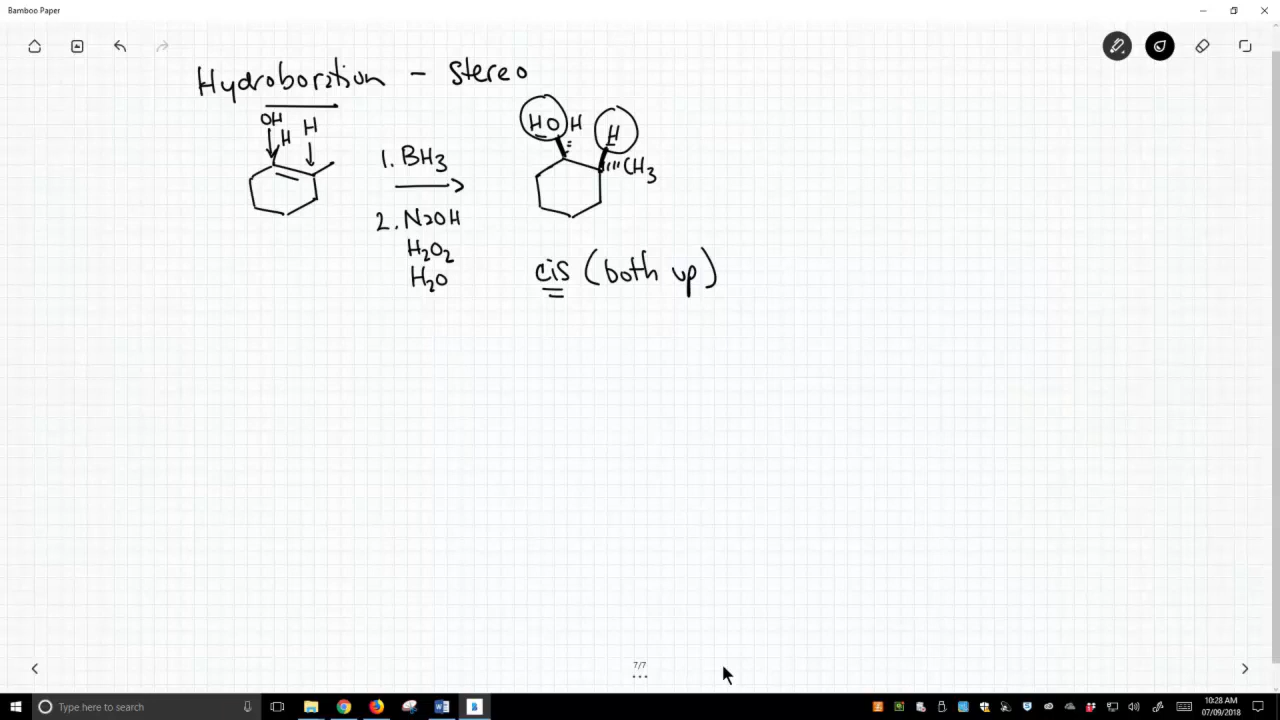 Bamboo Paper
Hydroboration - Stereo
OH
H
H
1. BH3
2. NaOH
H2O2
H2O
HO
H
H
CH3
cis (both up)
7/7
Type here to search
10:28 AM
07/09/2018